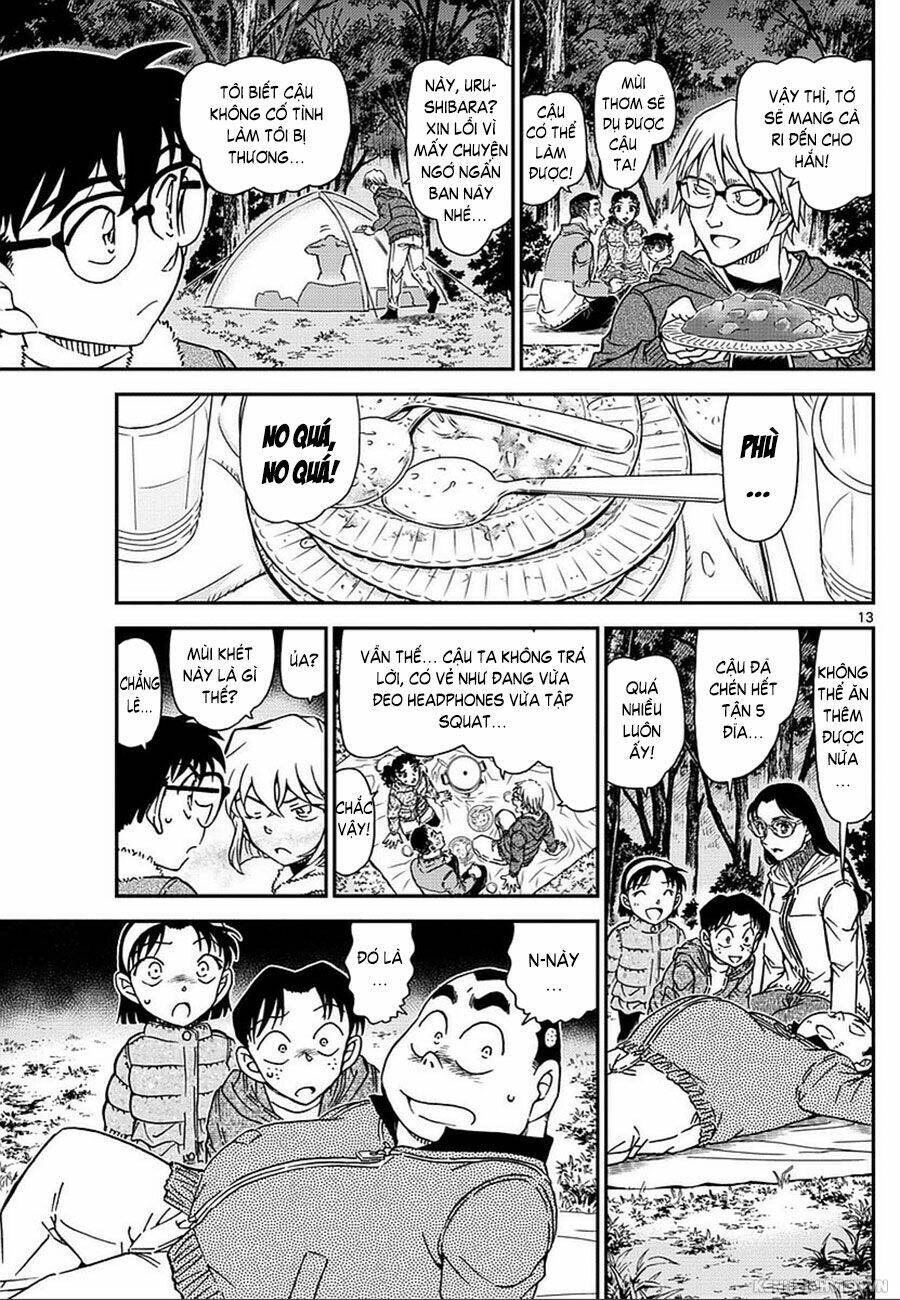 VẬY THÌ, TỚ
SẼ MANG CÀ
RI ĐẾN CHO
HẮN!
MÙI
THƠM SẼ
DỤ ĐƯỢC
CẬU
TA!
CẬU
CÓ THỂ
LÀM
ĐƯỢC!
NÀY, URU-
SHIBARA?
XIN LỖI VÌ
MẤY CHUYỆN
NGỚ NGẨN
BAN NÃY
NHÉ...
TÔI BIẾT CẬU
KHÔNG CỐ TÌNH
LÀM TÔI BỊ
THƯƠNG...
PHÙ
...
NO QUÁ,
NO QUÁ!
13
KHÔNG
THỂ ĂN
THÊM
ĐƯỢC
NỮA
...
CẬU ĐÃ
CHÉN HẾT
TẬN 5
ĐĨA...
QUÁ
NHIỀU
LUÔN
ẤY!
VẪN THẾ... CẬU TA KHÔNG TRẢ
LỜI, CÓ VẺ NHƯ ĐANG VỪA
ĐEO HEADPHONES VỪA TẬP
SQUAT...
CHẮC
VẬY!
ỦA?
MÙI KHÉT
NÀY LÀ GÌ
THẾ?
CHẲNG
LẼ...
N-NÀY
...
ĐÓ LÀ
...